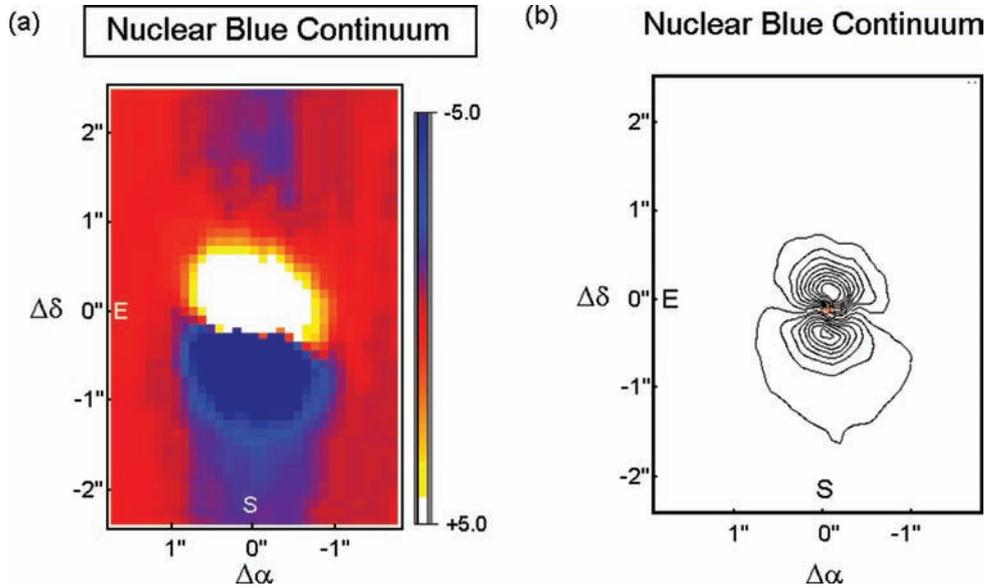 (a)
Nuclear Blue Continuum
-5.0
+5.0
2"
1"
0"
-1"
-2"
Δδ
E
S
1"
0"
-1"
Δα
(b)
Nuclear Blue Continuum
2"
1"
0"
-1"
-2"
Δδ
E
S
1"
0"
-1"
Δα